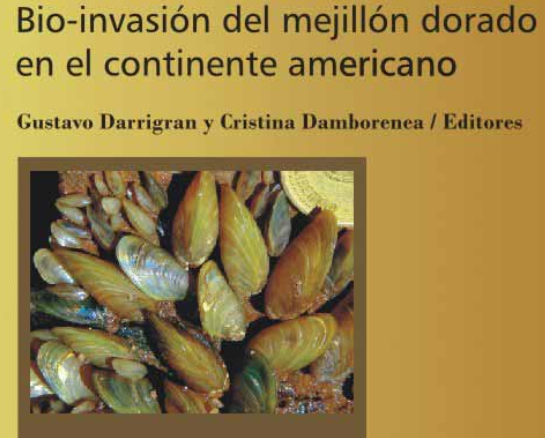 Bio-invasión del mejillón dorado
en el continente americano
Gustavo Darrigran y Cristina Damborenea / Editores